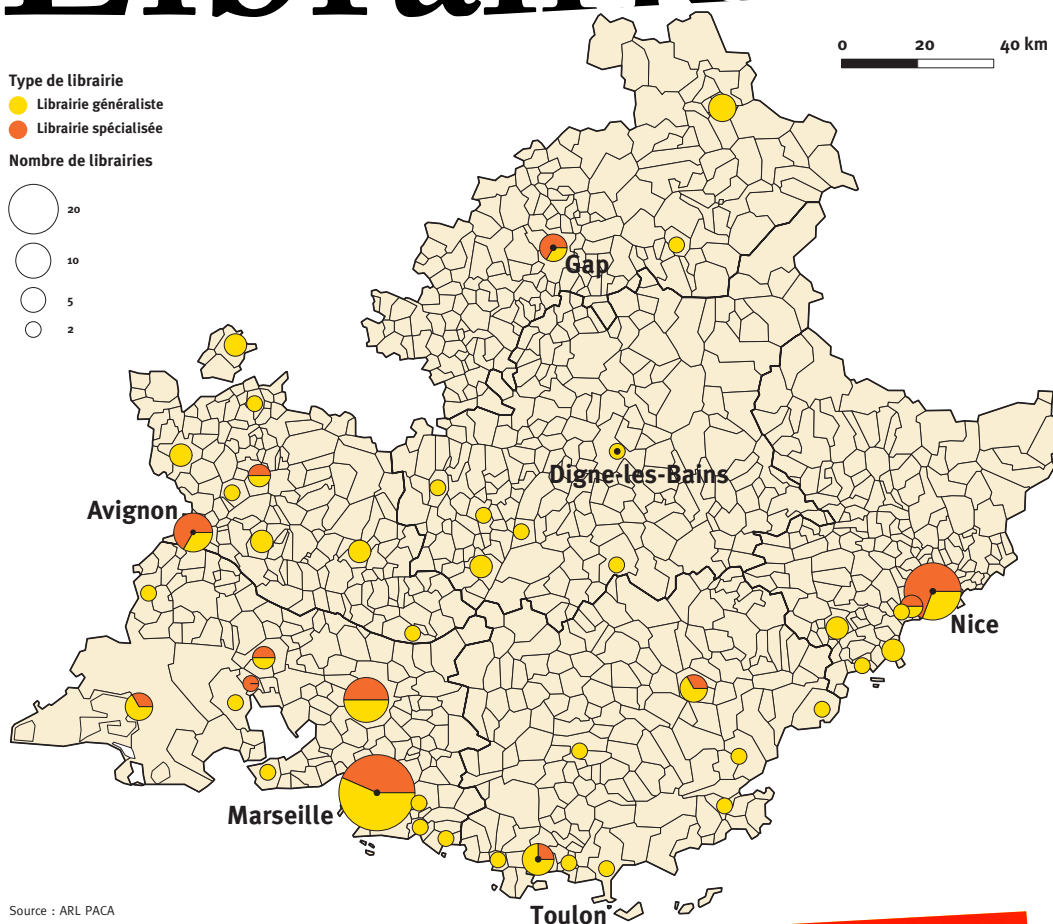 0 20 40 km
Type de librairie
Librairie généraliste
Librairie spécialisée
Nombre de librairies
20
10
5
2
Gap
Digne-les-Bains
Avignon
Nice
Marseille
Toulon
Source : ARL PACA